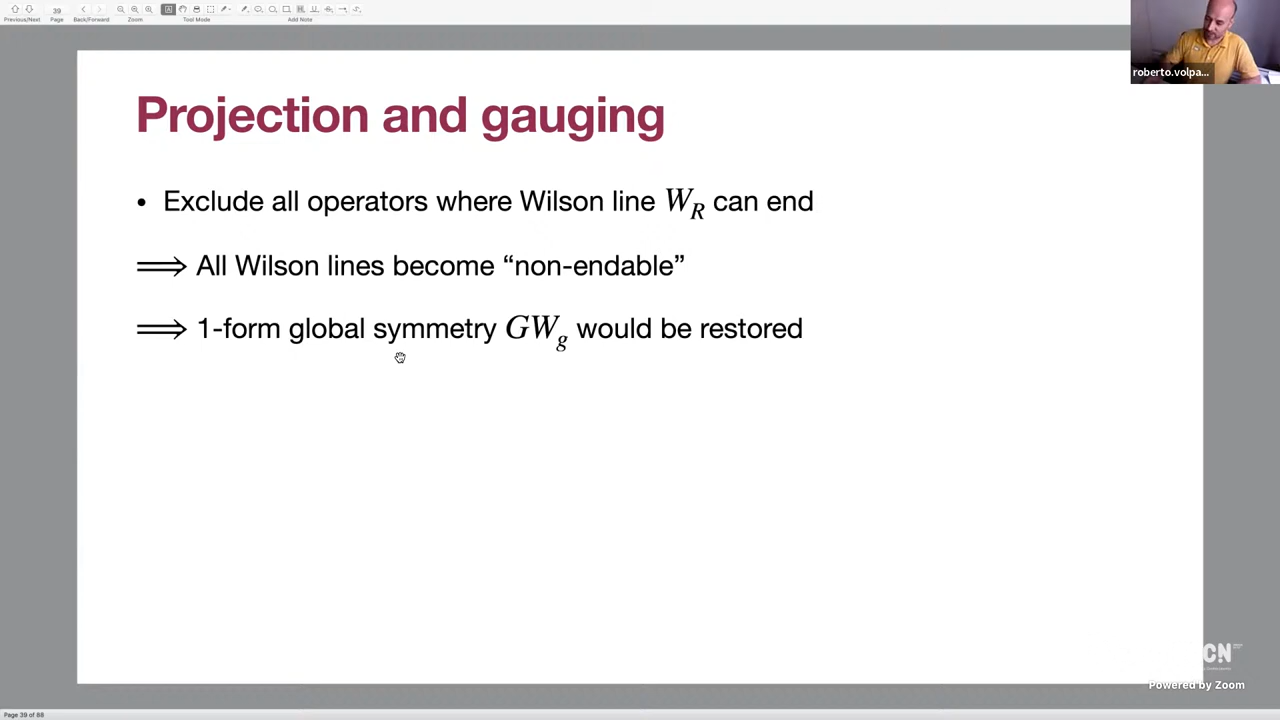 39
Previous/Next
Page
Back/Forward
Zoom
Tool Mode
Add Note
roberto.volpa...
Projection and gauging
• Exclude all operators where Wilson line W_R can end
⟹ All Wilson lines become “non-endable”
⟹ 1-form global symmetry GW_g would be restored
CN
Powered by Zoom
Page 39 of 88